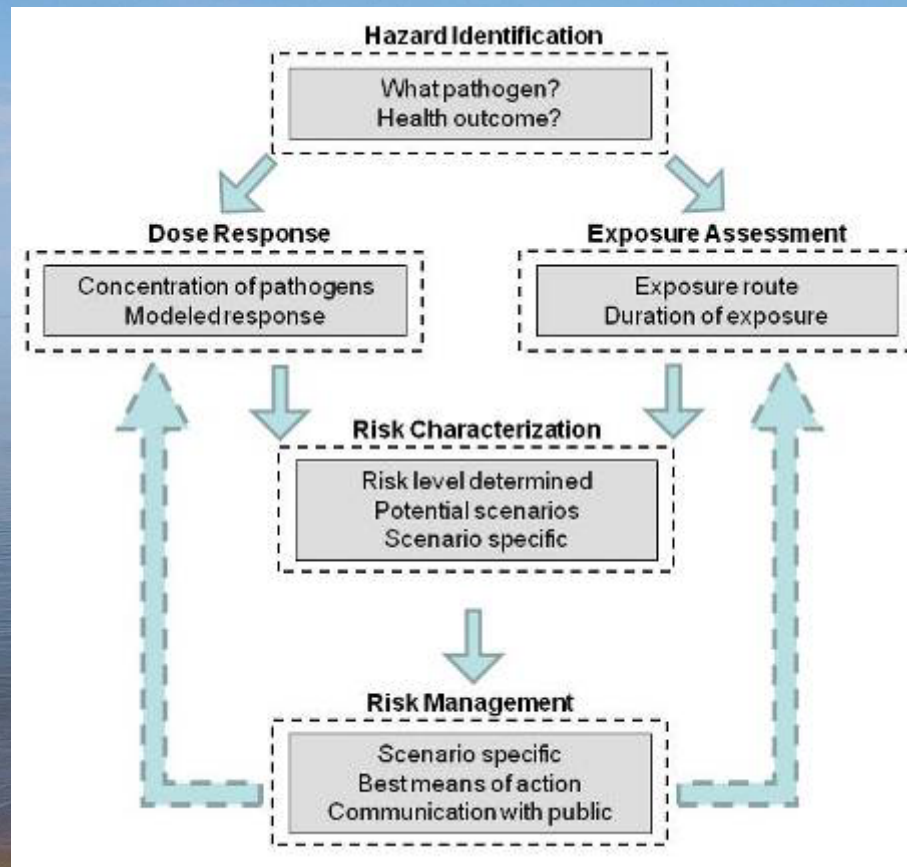 Hazard Identification
What pathogen?
Health outcome?
Dose Response
Concentration of pathogens
Modeled response
Exposure Assessment
Exposure route
Duration of exposure
Risk Characterization
Risk level determined
Potential scenarios
Scenario specific
Risk Management
Scenario specific
Best means of action
Communication with public